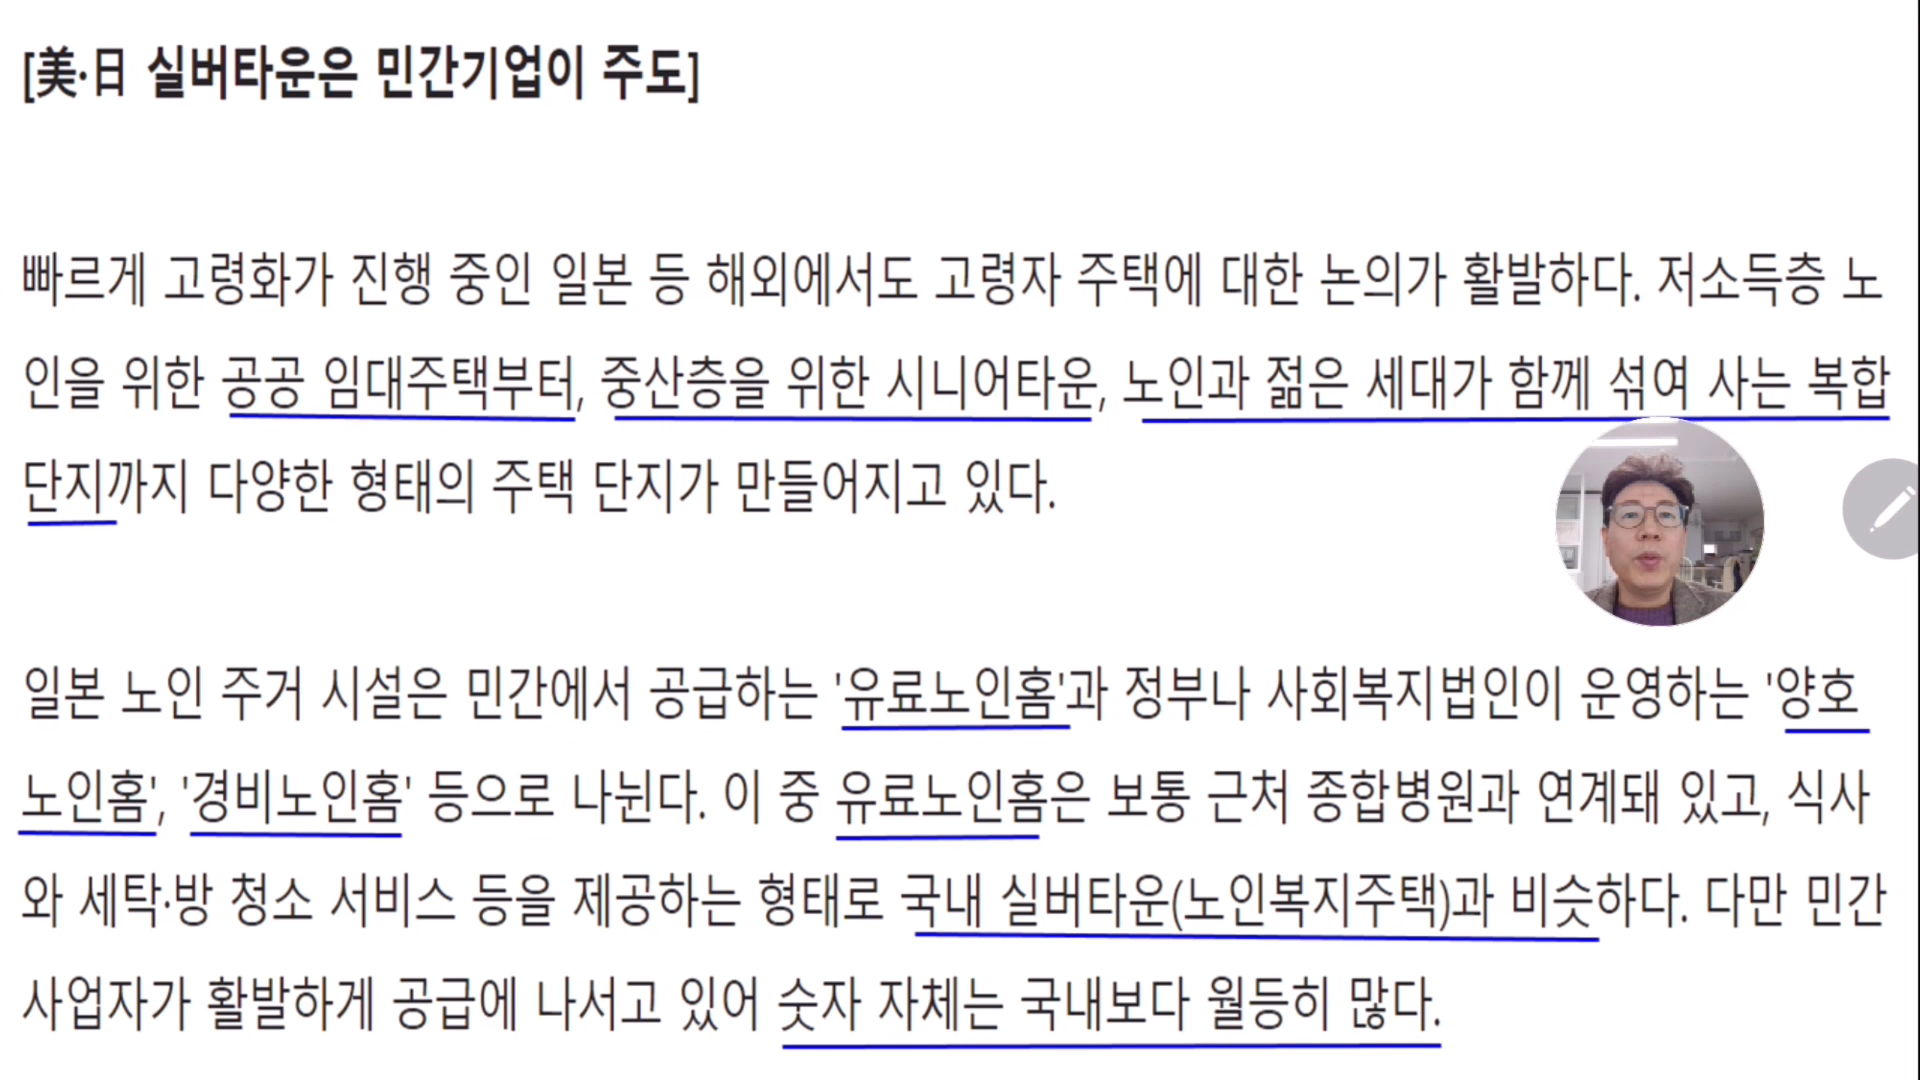 [美·日 실버타운은 민간기업이 주도]
빠르게 고령화가 진행 중인 일본 등 해외에서도 고령자 주택에 대한 논의가 활발하다. 저소득층 노
인을 위한 공공 임대주택부터, 중산층을 위한 시니어타운, 노인과 젊은 세대가 함께 섞여 사는 복합
단지까지 다양한 형태의 주택 단지가 만들어지고 있다.
일본 노인 주거 시설은 민간에서 공급하는 '유료노인홈'과 정부나 사회복지법인이 운영하는 '양호
노인홈', '경비노인홈' 등으로 나뉜다. 이 중 유료노인홈은 보통 근처 종합병원과 연계돼 있고, 식사
와 세탁·방 청소 서비스 등을 제공하는 형태로 국내 실버타운(노인복지주택)과 비슷하다. 다만 민간
사업자가 활발하게 공급에 나서고 있어 숫자 자체는 국내보다 월등히 많다.